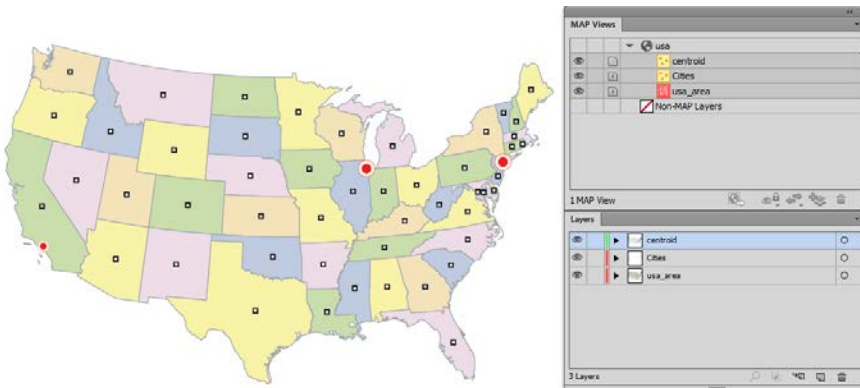 MAP Views
usa
centroid
Cities
usa_area
Non-MAP Layers
1 MAP View
Layers
centroid
Cities
usa_area
3 Layers